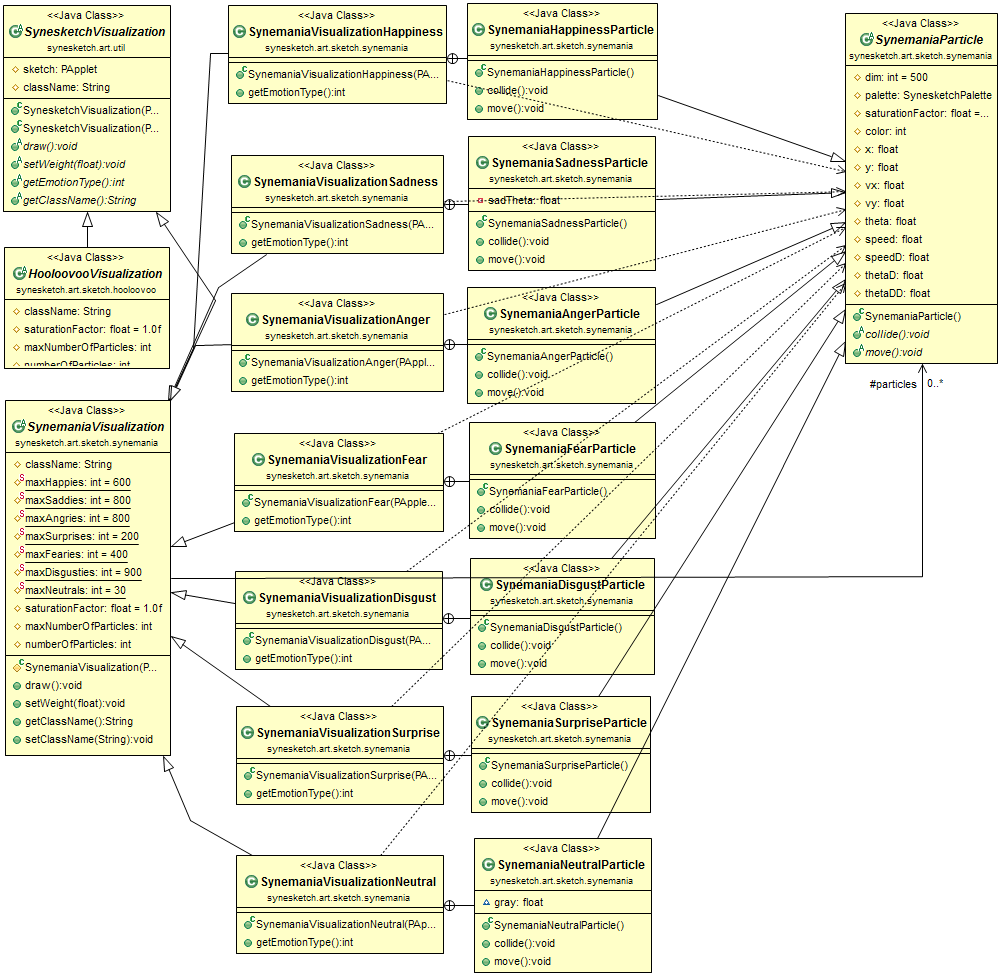 <<Java Class>>
SynesketchVisualization
synesketch.art.util
sketch: PApplet
className: String
SynesketchVisualization(P...
SynesketchVisualization(P...
draw():void
setWeight(float):void
getEmotionType():int
getClassName():String
<<Java Class>>
HooloovooVisualization
synesketch.art.sketch.hooloovoo
className: String
saturationFactor: float = 1.0f
maxNumberOfParticles: int
numberOfParticles: int
<<Java Class>>
SynemaniaVisualization
synesketch.art.sketch.synemania
className: String
maxHappies: int = 600
maxSaddies: int = 800
maxAngries: int = 800
maxSurprises: int = 200
maxFearies: int = 400
maxDisgusties: int = 900
maxNeutrals: int = 30
saturationFactor: float = 1.0f
maxNumberOfParticles: int
numberOfParticles: int
SynemaniaVisualization(P...
draw():void
setWeight(float):void
getClassName():String
setClassName(String):void
<<Java Class>>
SynemaniaVisualizationHappiness
synesketch.art.sketch.synemania
SynemaniaVisualizationHappiness(PA...
getEmotionType():int
<<Java Class>>
SynemaniaVisualizationSadness
synesketch.art.sketch.synemania
SynemaniaVisualizationSadness(PA...
getEmotionType():int
<<Java Class>>
SynemaniaVisualizationAnger
synesketch.art.sketch.synemania
SynemaniaVisualizationAnger(PAppl...
getEmotionType():int
<<Java Class>>
SynemaniaVisualizationFear
synesketch.art.sketch.synemania
SynemaniaVisualizationFear(PApple...
getEmotionType():int
<<Java Class>>
SynemaniaVisualizationDisgust
synesketch.art.sketch.synemania
SynemaniaVisualizationDisgust(PA...
getEmotionType():int
<<Java Class>>
SynemaniaVisualizationSurprise
synesketch.art.sketch.synemania
SynemaniaVisualizationSurprise(PA...
getEmotionType():int
<<Java Class>>
SynemaniaVisualizationNeutral
synesketch.art.sketch.synemania
SynemaniaVisualizationNeutral(PAp...
getEmotionType():int
<<Java Class>>
SynemaniaHappinessParticle
synesketch.art.sketch.synemania
SynemaniaHappinessParticle()
collide():void
move():void
<<Java Class>>
SynemaniaSadnessParticle
synesketch.art.sketch.synemania
sadTheta: float
SynemaniaSadnessParticle()
collide():void
move():void
<<Java Class>>
SynemaniaAngerParticle
synesketch.art.sketch.synemania
SynemaniaAngerParticle()
collide():void
move():void
<<Java Class>>
SynemaniaFearParticle
synesketch.art.sketch.synemania
SynemaniaFearParticle()
collide():void
move():void
<<Java Class>>
SynemaniaDisgustParticle
synesketch.art.sketch.synemania
SynemaniaDisgustParticle()
collide():void
move():void
<<Java Class>>
SynemaniaSurpriseParticle
synesketch.art.sketch.synemania
SynemaniaSurpriseParticle()
collide():void
move():void
<<Java Class>>
SynemaniaNeutralParticle
synesketch.art.sketch.synemania
gray: float
SynemaniaNeutralParticle()
collide():void
move():void
<<Java Class>>
SynemaniaParticle
synesketch.art.sketch.synemania
dim: int = 500
palette: SynesketchPalette
saturationFactor: float =...
color: int
x: float
y: float
vx: float
vy: float
theta: float
speed: float
speedD: float
thetaD: float
thetaDD: float
SynemaniaParticle()
collide():void
move():void
#particles 0..*